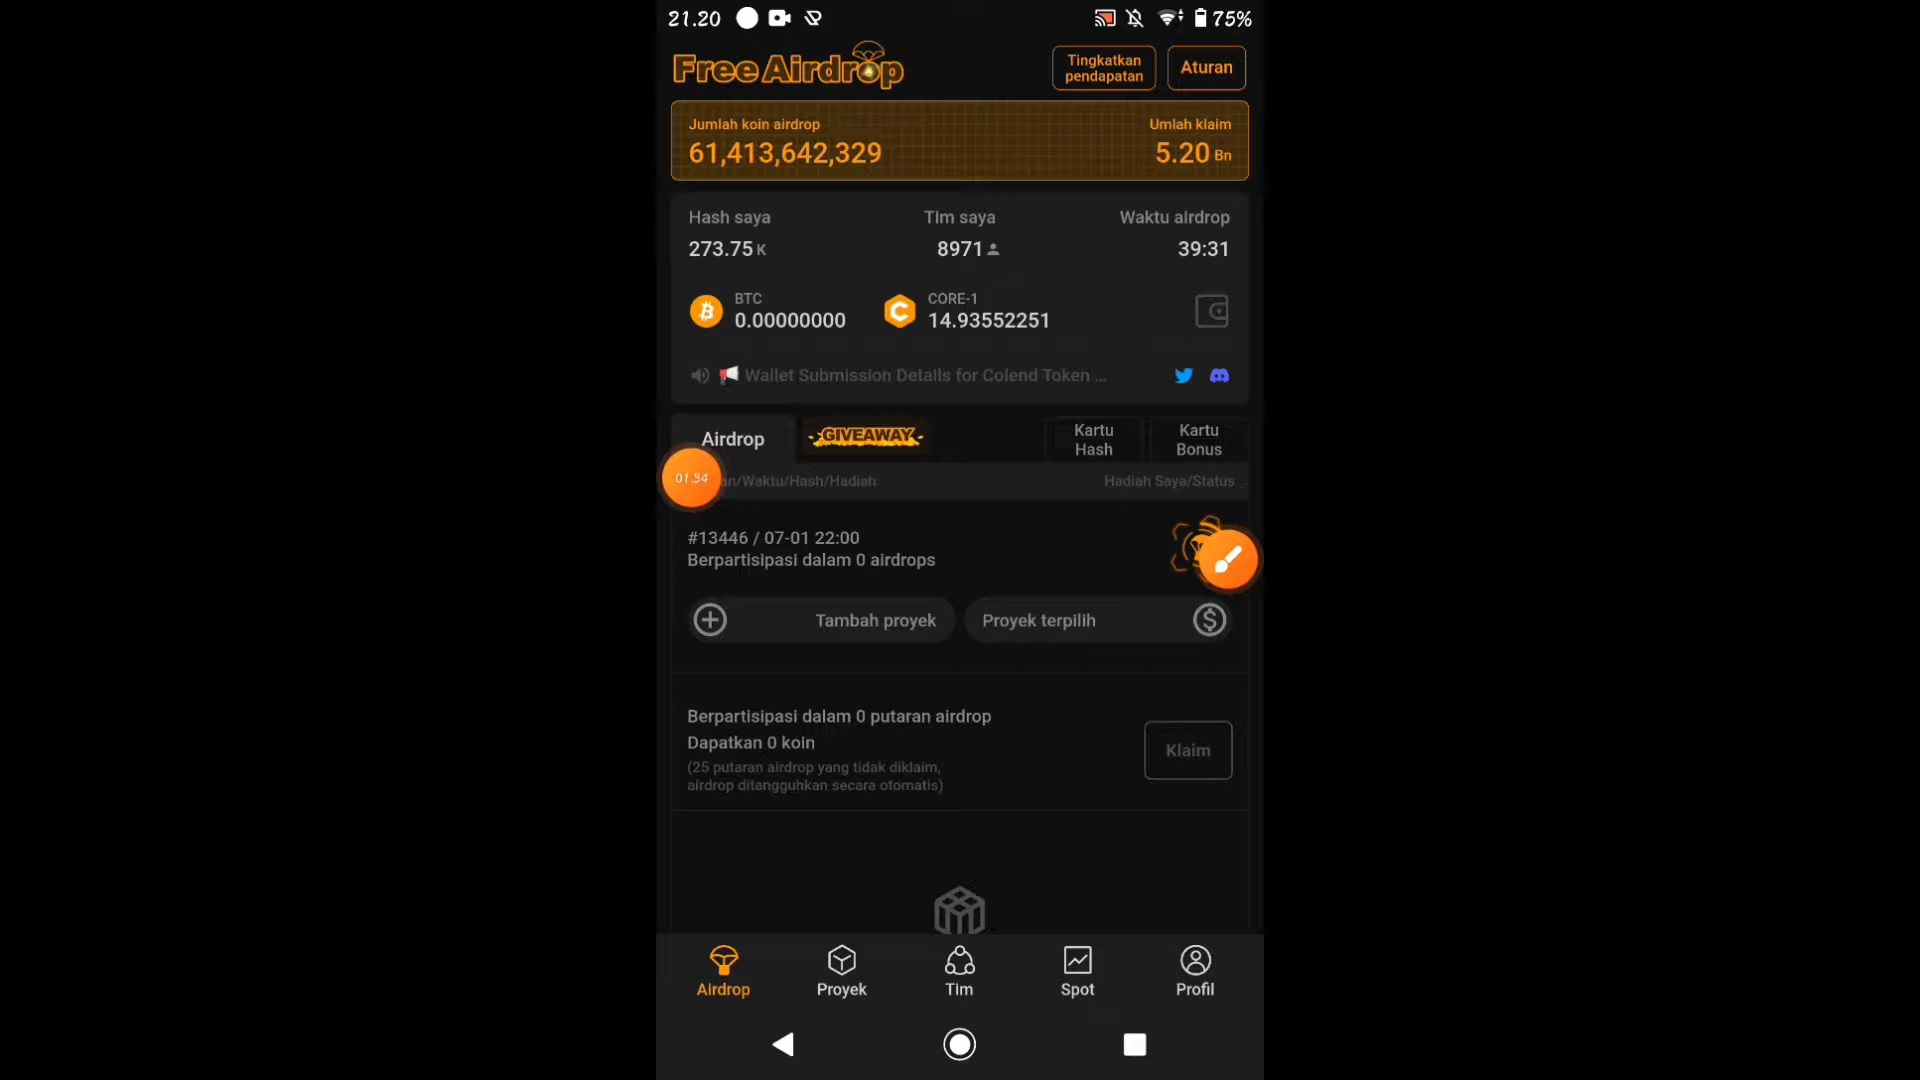 21.20
75%
Free Airdrop
Tingkatkan
pendapatan
Aturan
Jumlah koin airdrop
Umlah klaim
61,413,642,329
5.20 Bn
Hash saya
TIm saya
Waktu airdrop
273.75 K
8971
39:31
BTC
0.00000000
CORE-1
14.93552251
Wallet Submission Details for Colend Token ...
Airdrop
GIVEAWAY
Kartu
Hash
Kartu
Bonus
01:34
/Waktu/Hash/Hadiah
Hadiah Saya/Status
#13446 / 07-01 22:00
Berpartisipasi dalam 0 airdrops
Tambah proyek
Proyek terpilih
Berpartisipasi dalam 0 putaran airdrop
Dapatkan 0 koin
(25 putaran airdrop yang tidak diklaim,
airdrop ditangguhkan secara otomatis)
Klaim
Airdrop
Proyek
Tim
Spot
Profil